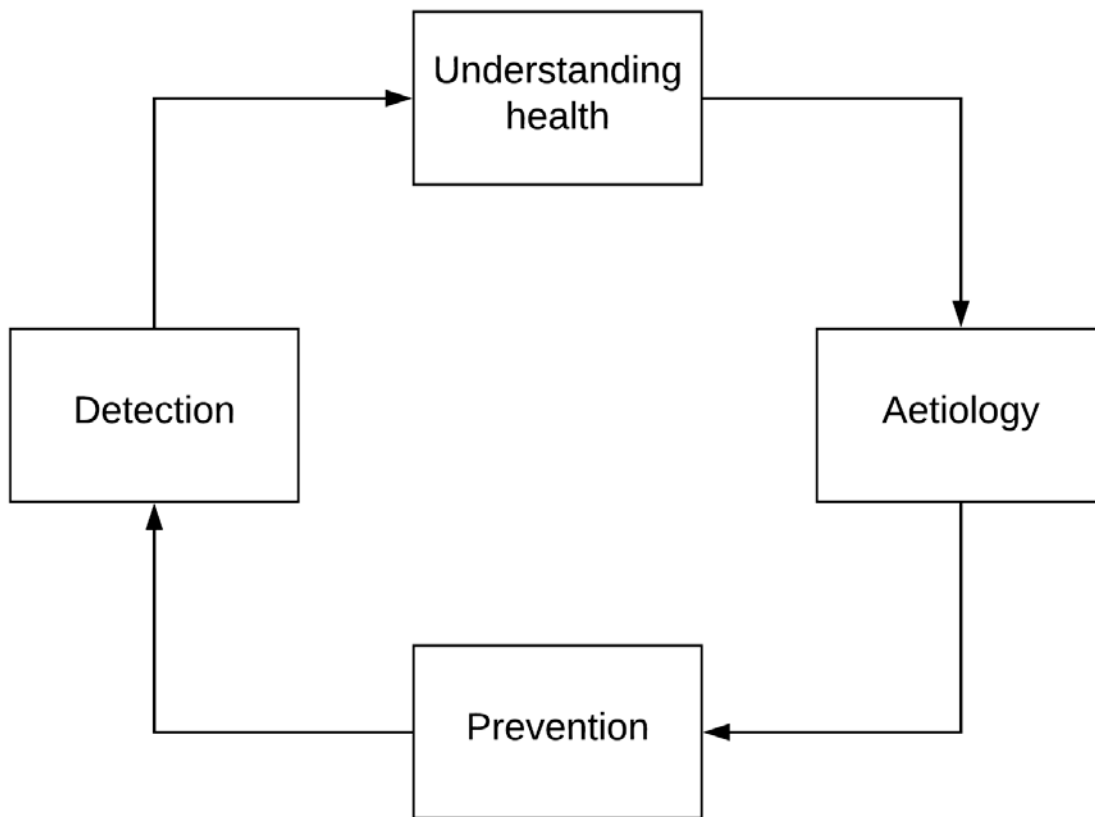 Understanding
health
Detection
Aetiology
Prevention